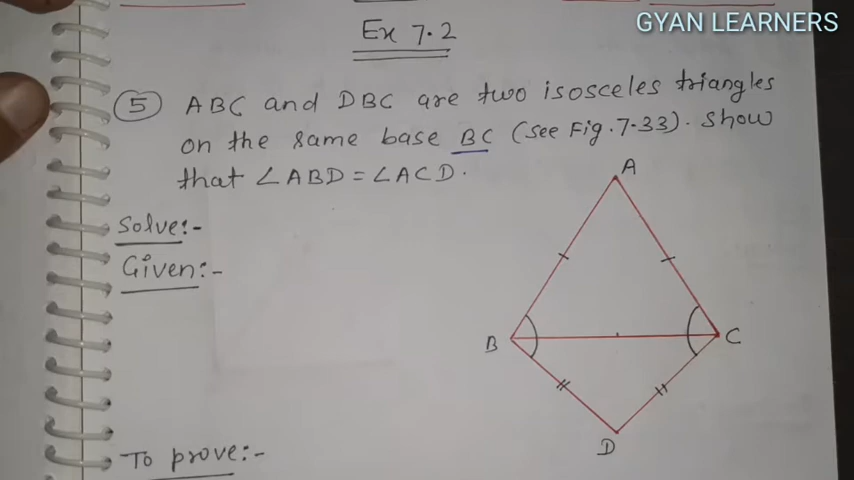 GYAN LEARNERS
Ex 7.2
5 ABC and DBC are two isosceles triangles
on the same base BC (see Fig. 7.33). Show
that ∠ABD = ∠ACD.
A
Solve:-
Given:-
B
C
D
To prove:-